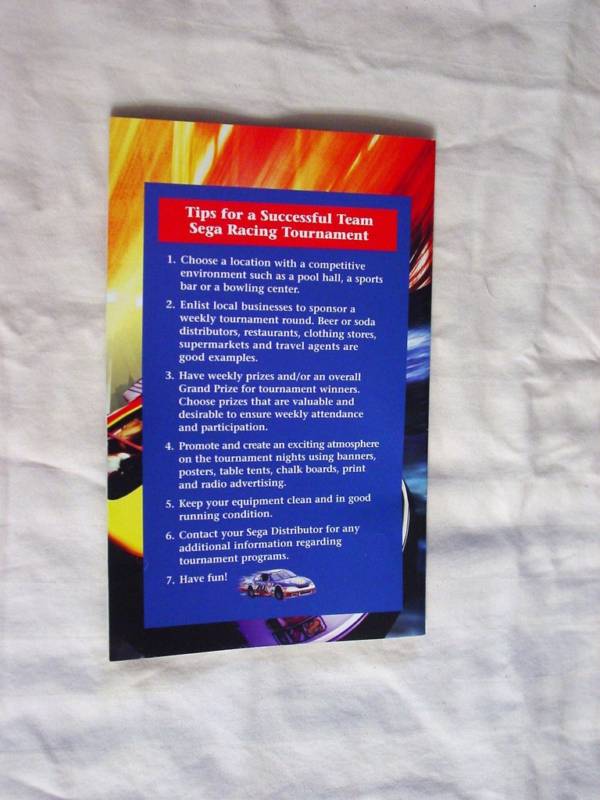 Tips for a Successful Team
Sega Racing Tournament
1. Choose a location with a competitive
environment such as a pool hall, a sports
bar or a bowling center.
2. Enlist local businesses to sponsor a
weekly tournament round. Beer or soda
distributors, restaurants, clothing stores,
supermarkets and travel agents are
good examples.
3. Have weekly prizes and/or an overall
Grand Prize for tournament winners.
Choose prizes that are valuable and
desirable to ensure weekly attendance
and participation.
4. Promote and create an exciting atmosphere
on the tournament nights using banners,
posters, table tents, chalk boards, print
and radio advertising.
5. Keep your equipment clean and in good
running condition.
6. Contact your Sega Distributor for any
additional information regarding
tournament programs.
7. Have fun!